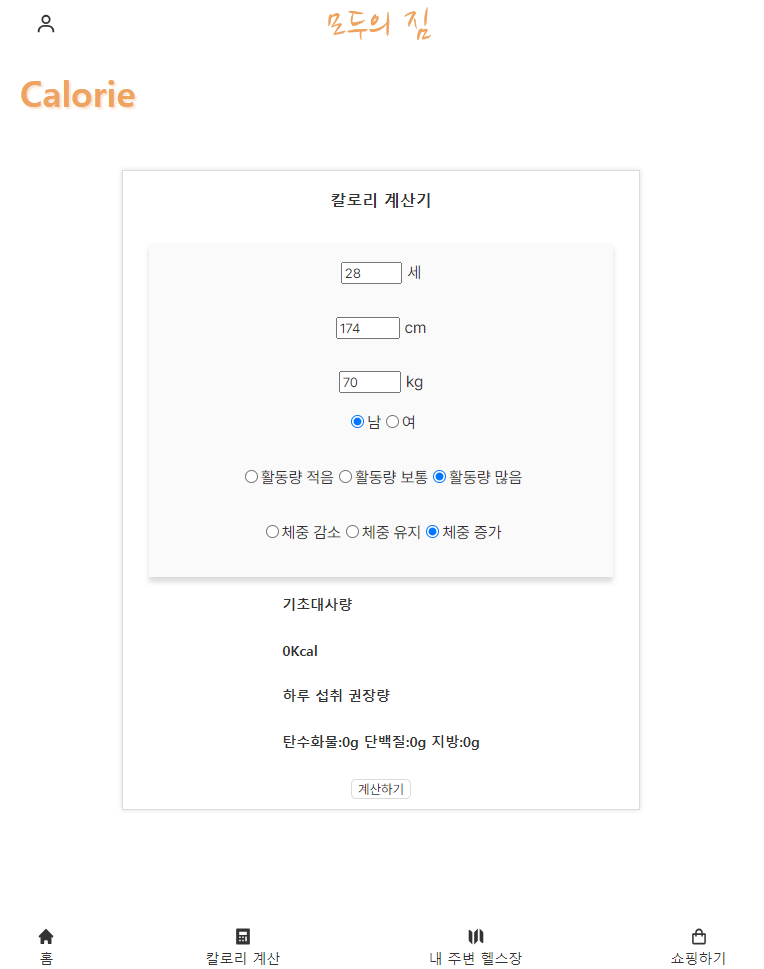 모두의 짐
Calorie
칼로리 계산기
28 세
174 cm
70 kg
남 여
활동량 적음 활동량 보통 활동량 많음
체중 감소 체중 유지 체중 증가
기초대사량
0Kcal
하루 섭취 권장량
탄수화물:0g 단백질:0g 지방:0g
계산하기
홈 칼로리 계산 내 주변 헬스장 쇼핑하기